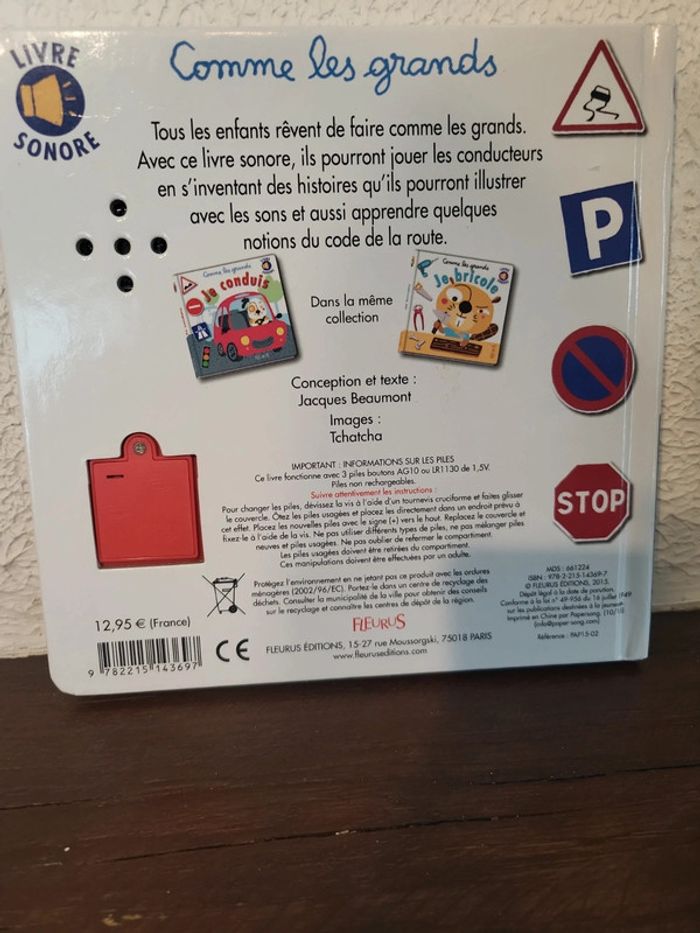 LIVRE
SONORE
Comme les grands
Tous les enfants rêvent de faire comme les grands.
Avec ce livre sonore, ils pourront jouer les conducteurs
en s'inventant des histoires qu'ils pourront illustrer
avec les sons et aussi apprendre quelques
notions du code de la route.
P
Comme les grands
Je conduis
Dans la même
collection
Comme les grands
Je bricole
Conception et texte :
Jacques Beaumont
Images :
Tchatcha
STOP
IMPORTANT : INFORMATIONS SUR LES PILES
Ce livre fonctionne avec 3 piles boutons AG10 ou LR1130 de 1,5V.
Piles non rechargeables.
Suivre attentivement les instructions :
Pour changer les piles, dévissez la vis à l'aide d'un tournevis cruciforme et faites glisser
le couvercle. Ôtez les piles usagées et placez les directement dans un endroit prévu à
cet effet. Placez les nouvelles piles avec le signe (+) vers le haut. Replacez le couvercle et
fixez-le à l'aide de la vis. Ne pas utiliser différents types de piles, ne pas mélanger piles
neuves et piles usagées. Ne pas oublier de refermer le compartiment.
Les piles usagées doivent être retirées du compartiment.
Ces manipulations doivent être effectuées par un adulte.
Protégez l'environnement en ne jetant pas ce produit avec les ordures
ménagères (2002/96/EC). Portez-le dans un centre de recyclage des
déchets. Consulter la municipalité de la ville pour obtenir des conseils
sur le recyclage et connaître les centres de dépôt de la région.
MDS : 661224
ISBN : 978-2-215-14369-7
© FLEURUS ÉDITIONS, 2015.
Dépôt légal à la date de parution.
Conforme à la loi n° 49-956 du 16 juillet 1949
sur les publications destinées à la jeunesse.
Imprimé en Chine par Papersong. (10/15)
(info@paper-song.com)
Référence : PAP15-02
12,95 € (France)
9 782215 143697
CE
FLEURUS
FLEURUS ÉDITIONS, 15-27 rue Moussorgski, 75018 PARIS
www.fleuruseditions.com